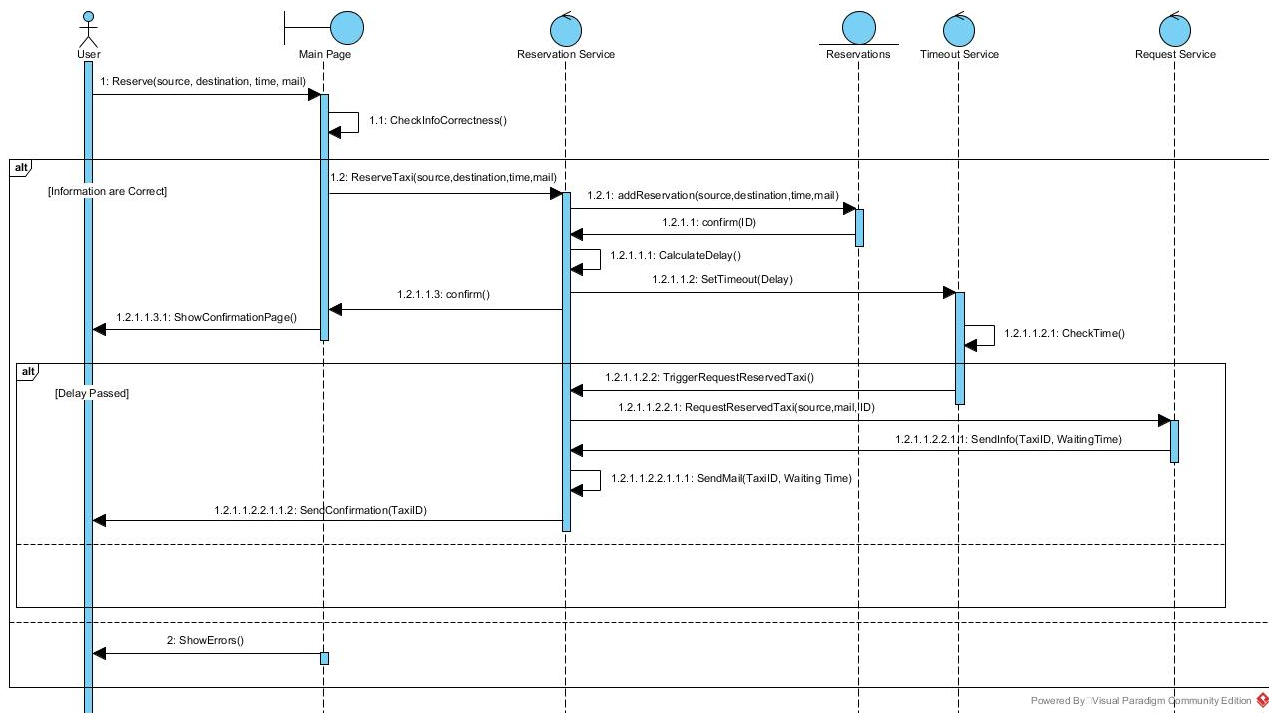 User
Main Page
Reservation Service
Reservations
Timeout Service
Request Service
1: Reserve(source, destination, time, mail)
1.1: CheckInfoCorrectness()
alt
[Information are Correct]
1.2: ReserveTaxi(source,destination,time,mail)
1.2.1: addReservation(source,destination,time,mail)
1.2.1.1: confirm(ID)
1.2.1.1.1: CalculateDelay()
1.2.1.1.2: SetTimeout(Delay)
1.2.1.1.3: confirm()
1.2.1.1.3.1: ShowConfirmationPage()
1.2.1.1.2.1: CheckTime()
alt
[Delay Passed]
1.2.1.1.2.2: TriggerRequestReservedTaxi()
1.2.1.1.2.2.1: RequestReservedTaxi(source,mail,ID)
1.2.1.1.2.2.1.1: SendInfo(TaxiID, WaitingTime)
1.2.1.1.2.2.1.1.1: SendMail(TaxiID, Waiting Time)
1.2.1.1.2.2.1.1.2: SendConfirmation(TaxiID)
2: ShowErrors()
Powered By Visual Paradigm Community Edition